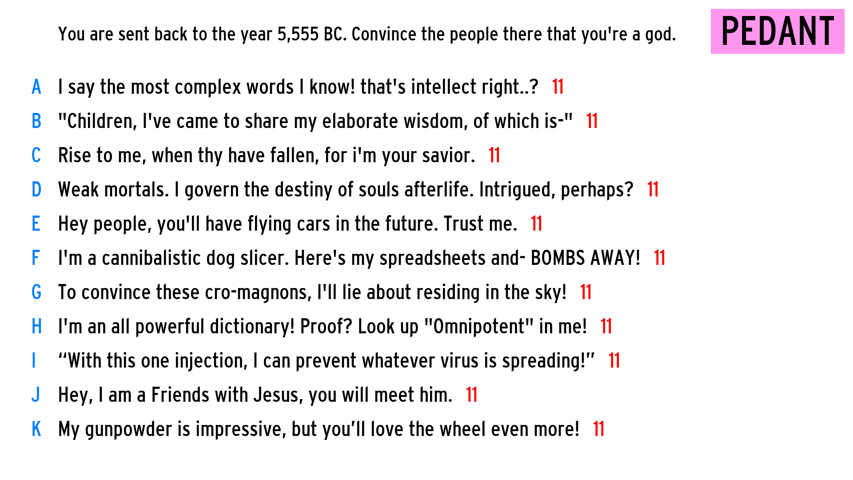 You are sent back to the year 5,555 BC. Convince the people there that you're a god.
PEDANT
A I say the most complex words I know! that's intellect right..? 11
B "Children, I've came to share my elaborate wisdom, of which is-" 11
C Rise to me, when thy have fallen, for i'm your savior. 11
D Weak mortals. I govern the destiny of souls afterlife. Intrigued, perhaps? 11
E Hey people, you'll have flying cars in the future. Trust me. 11
F I'm a cannibalistic dog slicer. Here's my spreadsheets and- BOMBS AWAY! 11
G To convince these cro-magnons, I'll lie about residing in the sky! 11
H I'm an all powerful dictionary! Proof? Look up "Omnipotent" in me! 11
I “With this one injection, I can prevent whatever virus is spreading!” 11
J Hey, I am a Friends with Jesus, you will meet him. 11
K My gunpowder is impressive, but you’ll love the wheel even more! 11